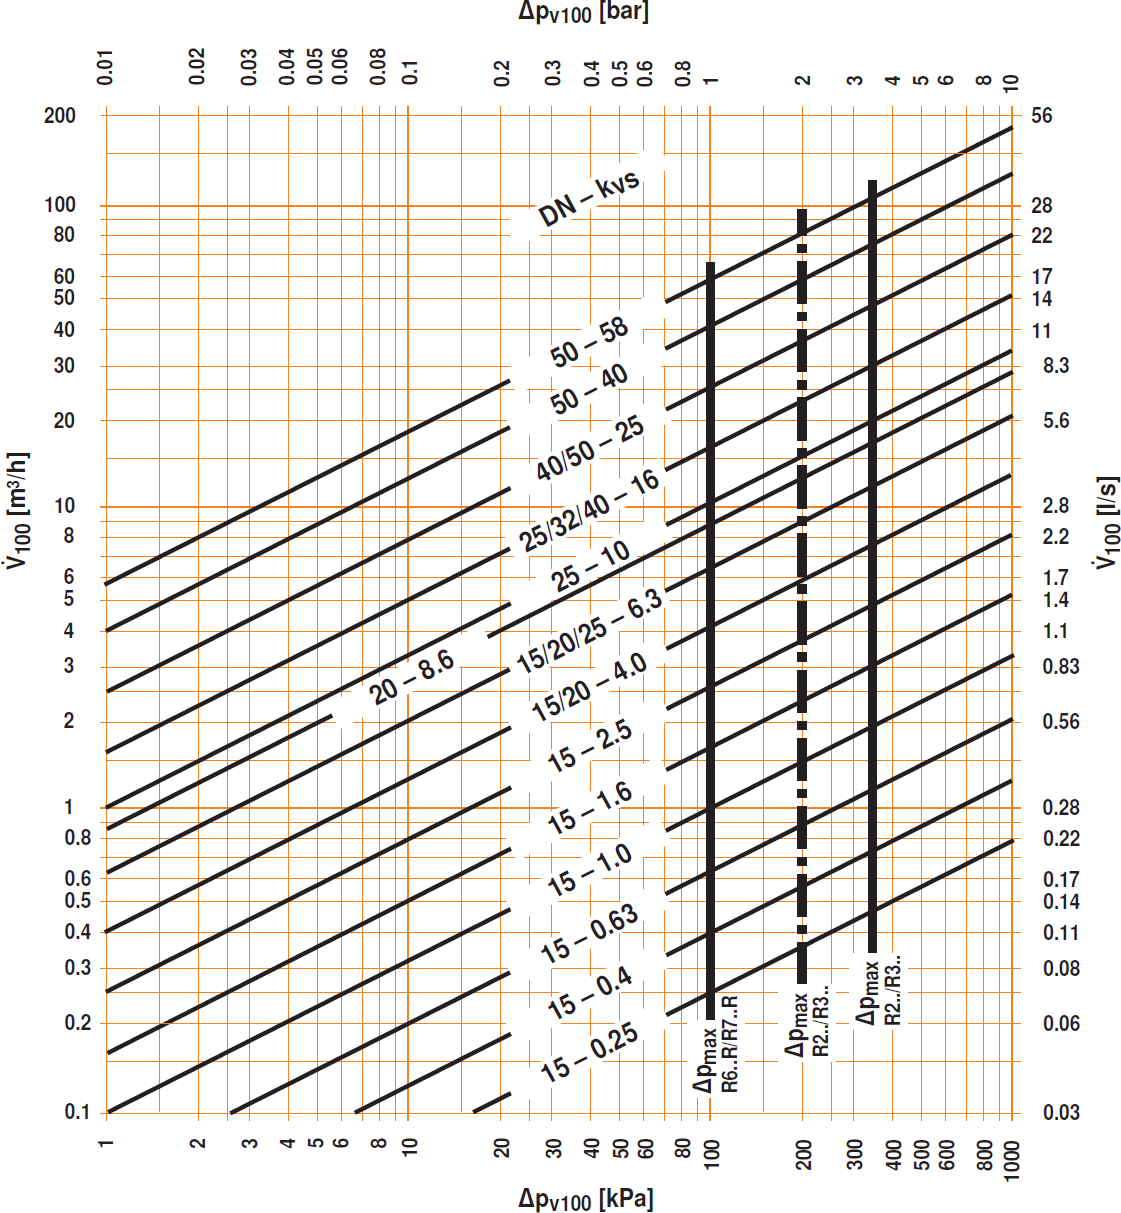 Δpv100 [bar]
0.01 0.02 0.03 0.04 0.05 0.06 0.08 0.1 0.2 0.3 0.4 0.5 0.6 0.8 1 2 3 4 5 6 8 10
200 56
100 28
80 22
60 17
50 14
40 11
30 8.3
20 5.6
10 2.8
8 2.2
6 1.7
5 1.4
4 1.1
3 0.83
2 0.56
1 0.28
0.8 0.22
0.6 0.17
0.5 0.14
0.4 0.11
0.3 0.08
0.2 0.06
0.1 0.03
V̇100 [m³/h]
V̇100 [l/s]
DN – kvs
50 – 58
50 – 40
40/50 – 25
25/32/40 – 16
25 – 10
20 – 8.6
15/20/25 – 6.3
15/20 – 4.0
15 – 2.5
15 – 1.6
15 – 1.0
15 – 0.63
15 – 0.4
15 – 0.25
Δpmax
R6..R/R7..R
Δpmax
R2../R3..
Δpmax
R2../R3..
1 2 3 4 5 6 8 10 20 30 40 50 60 80 100 200 300 400 500 600 800 1000
Δpv100 [kPa]